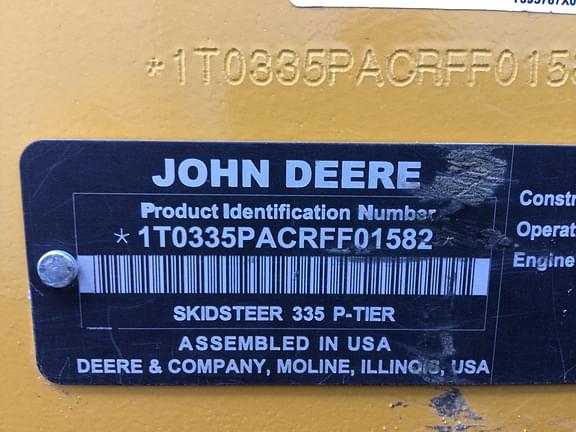 *1T0335PACRFF0158
JOHN DEERE
Product Identification Number
*1T0335PACRFF01582
SKIDSTEER 335 P-TIER
ASSEMBLED IN USA
DEERE & COMPANY, MOLINE, ILLINOIS, USA
Constr
Operat
Engine